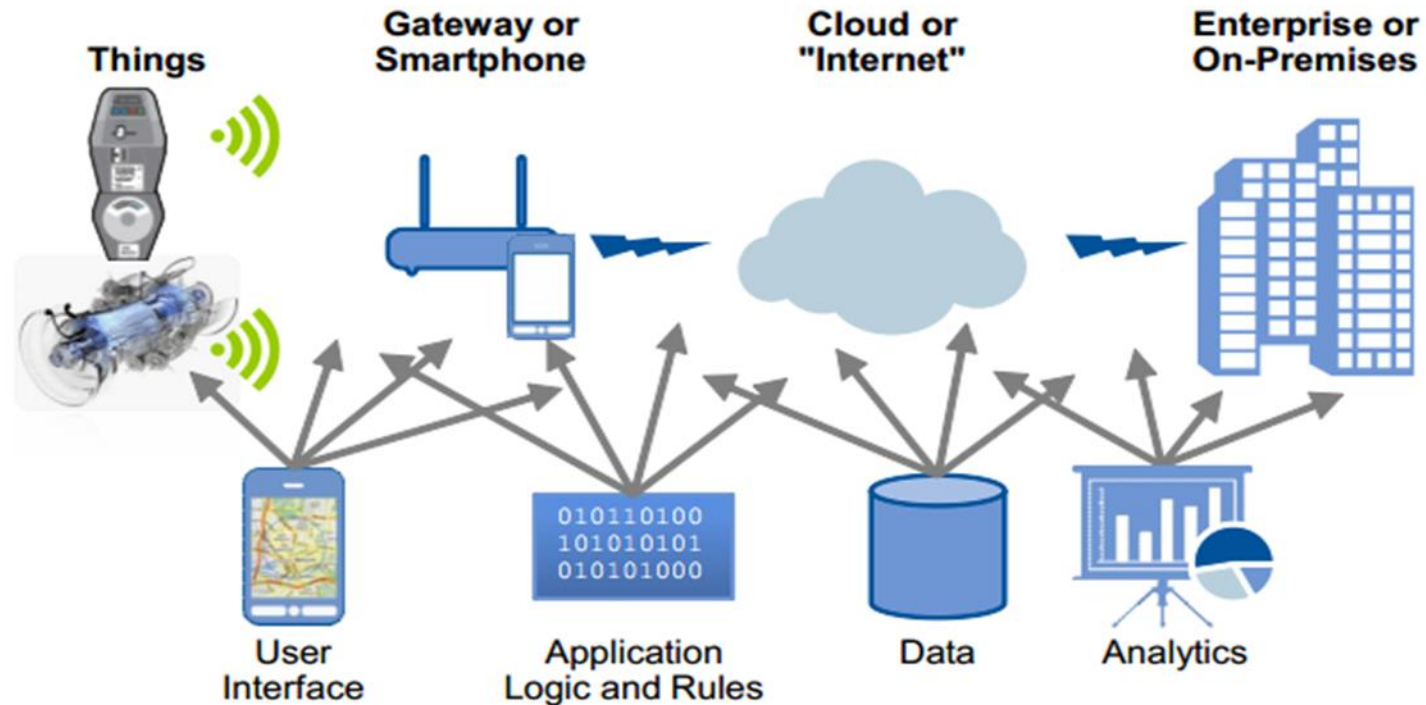 Things
Gateway or
Smartphone
Cloud or
"Internet"
Enterprise or
On-Premises
010110100
101010101
010101000
User
Interface
Application
Logic and Rules
Data
Analytics